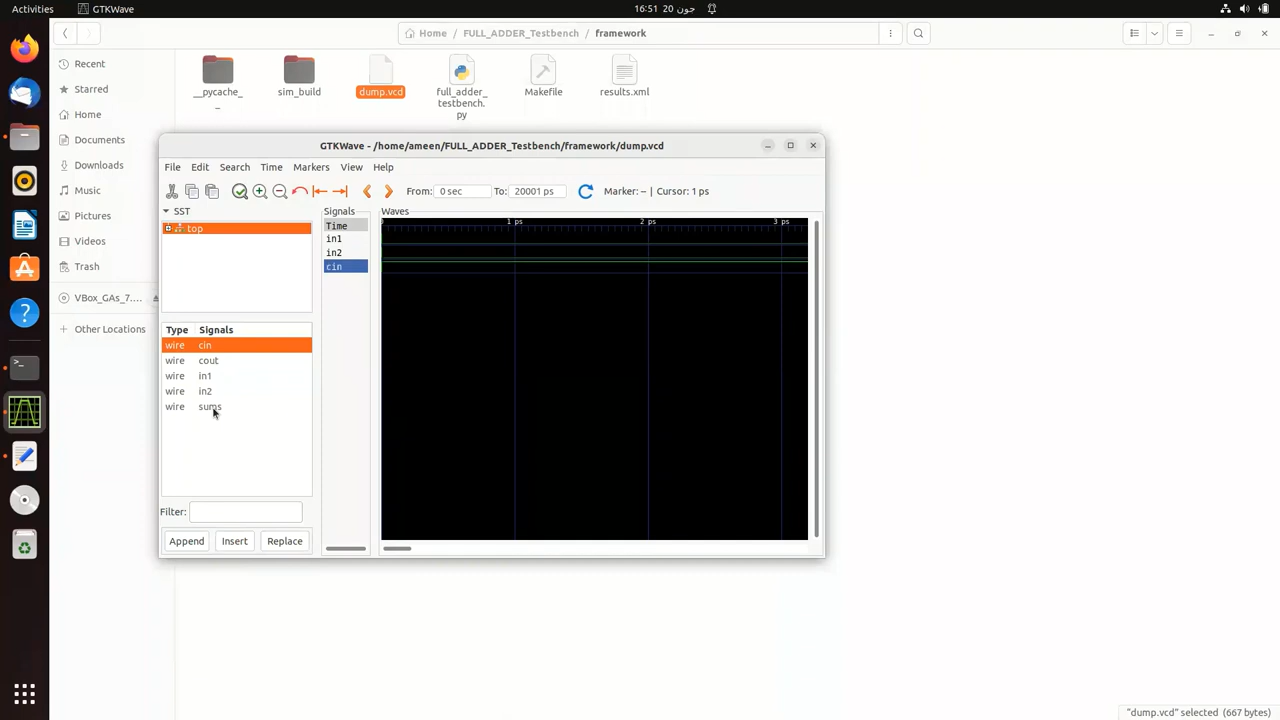 Activities
GTKWave
16:51 20 جون
Home / FULL_ADDER_Testbench / framework
Recent
Starred
Home
Documents
Downloads
Music
Pictures
Videos
Trash
VBox_GAs_7....
Other Locations
__pycache_
_
sim_build
dump.vcd
full_adder_
testbench.
py
Makefile
results.xml
GTKWave - /home/ameen/FULL_ADDER_Testbench/framework/dump.vcd
File Edit Search Time Markers View Help
From: 0 sec To: 20001 ps Marker: -- | Cursor: 1 ps
SST
top
Type Signals
wire cin
wire cout
wire in1
wire in2
wire sums
Filter:
Append Insert Replace
Signals
Time
in1
in2
cin
Waves
1 ps 2 ps 3 ps
"dump.vcd" selected (667 bytes)